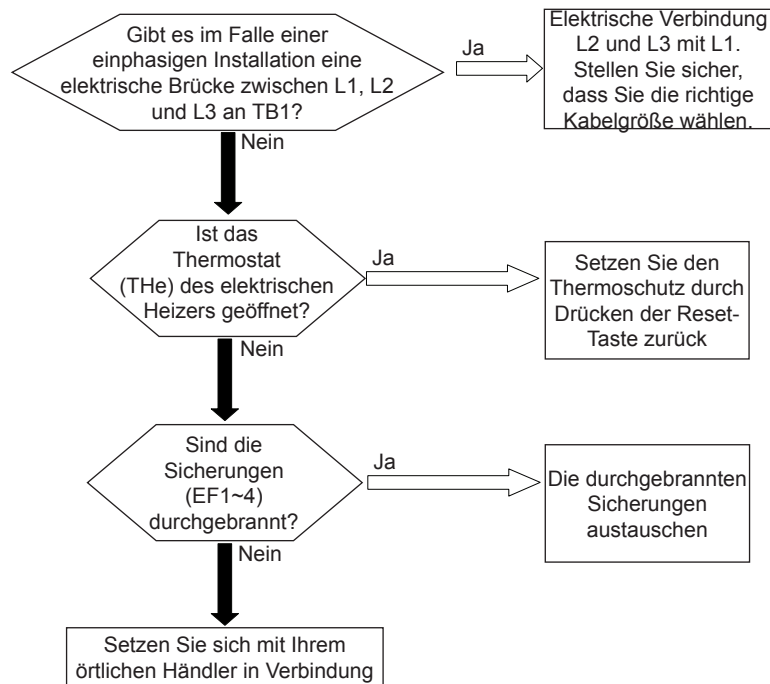 Gibt es im Falle einer
einphasigen Installation eine
elektrische Brücke zwischen L1, L2
und L3 an TB1?
Ja
Elektrische Verbindung
L2 und L3 mit L1.
Stellen Sie sicher,
dass Sie die richtige
Kabelgröße wählen.
Nein
Ist das
Thermostat
(THe) des elektrischen
Heizers geöffnet?
Ja
Setzen Sie den
Thermoschutz durch
Drücken der Reset-
Taste zurück
Nein
Sind die
Sicherungen
(EF1~4)
durchgebrannt?
Ja
Die durchgebrannten
Sicherungen
austauschen
Nein
Setzen Sie sich mit Ihrem
örtlichen Händler in Verbindung